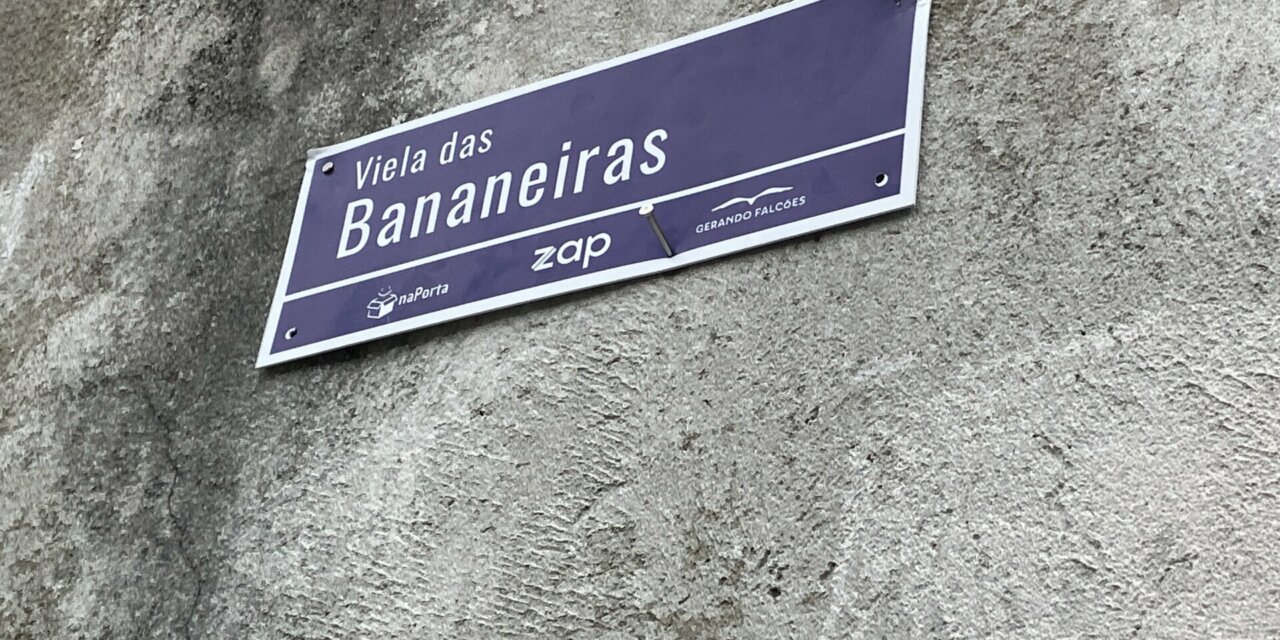 Viela das
Bananeiras
naPorta
zap
GERANDO FALCÕES